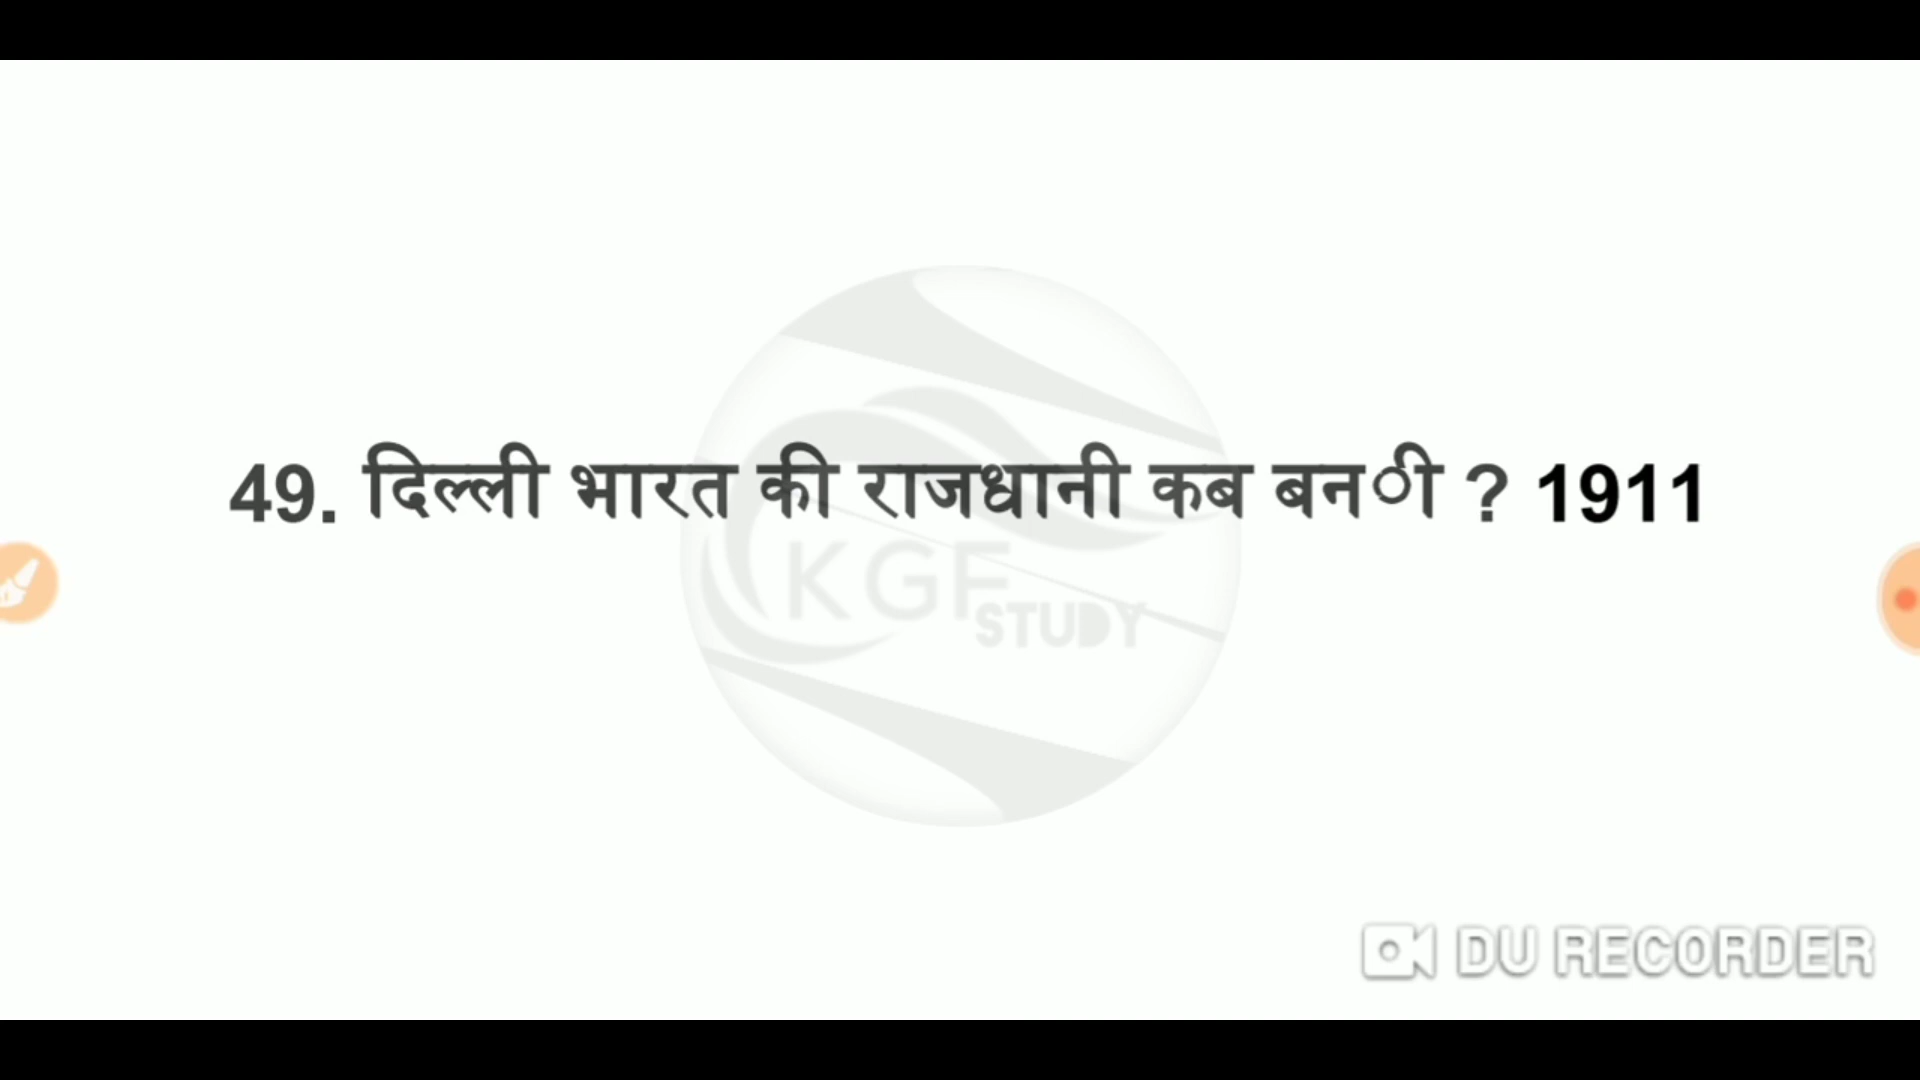 49. दिल्ली भारत की राजधानी कब बनी ? 1911
KGF
STUDY
DU RECORDER